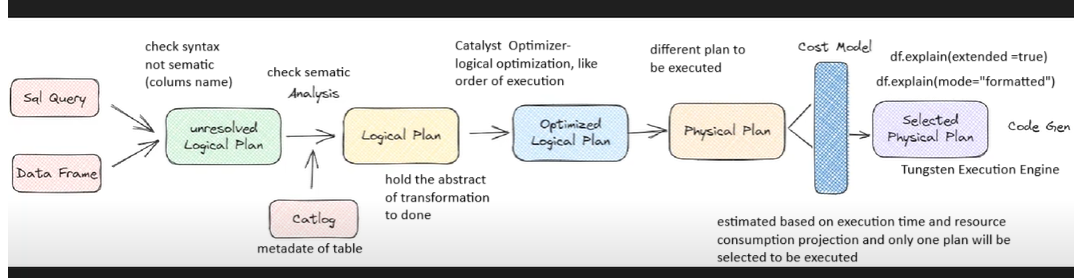 check syntax
not sematic
(colums name)
check sematic
Analysis
Catalyst Optimizer-
logical optimization, like
order of execution
different plan to
be executed
Cost Model
df.explain(extended =true)
df.explain(mode="formatted")
Sql Query
Data Frame
unresolved
Logical Plan
Logical Plan
Optimized
Logical Plan
Physical Plan
Selected
Physical Plan
Code Gen
Tungsten Execution Engine
hold the abstract
of transformation
to done
Catlog
metadate of table
estimated based on execution time and resource
consumption projection and only one plan will be
selected to be executed